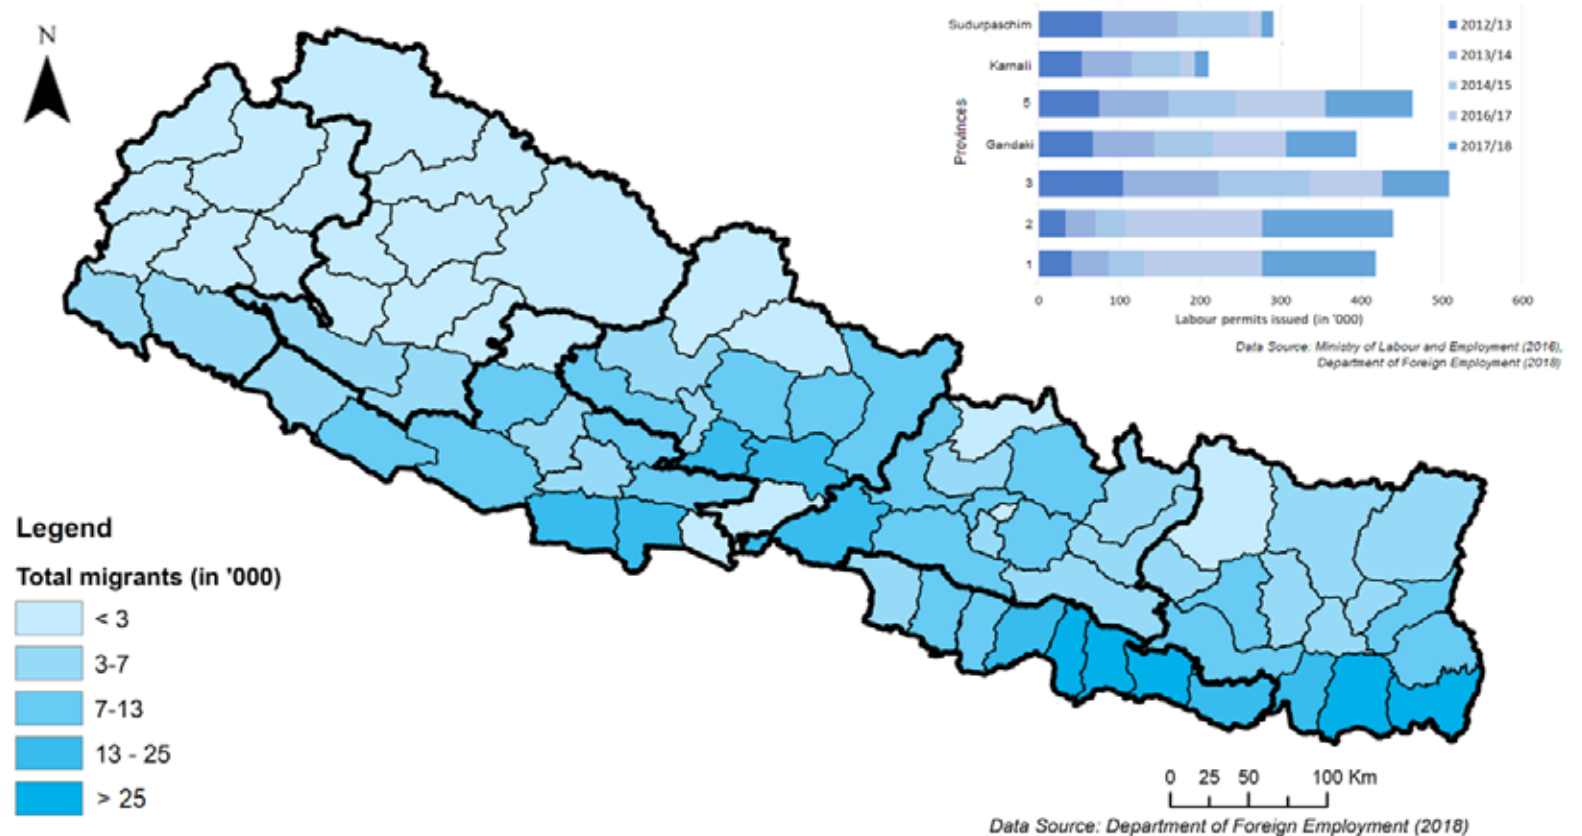 N
Sudurpaschim
Karnali
5
Gandaki
3
2
1
Provinces
0 100 200 300 400 500 600
Labour permits issued (in '000)
2012/13
2013/14
2014/15
2016/17
2017/18
Data Source: Ministry of Labour and Employment (2016),
Department of Foreign Employment (2018)
Legend
Total migrants (in '000)
< 3
3-7
7-13
13 - 25
> 25
0 25 50 100 Km
Data Source: Department of Foreign Employment (2018)